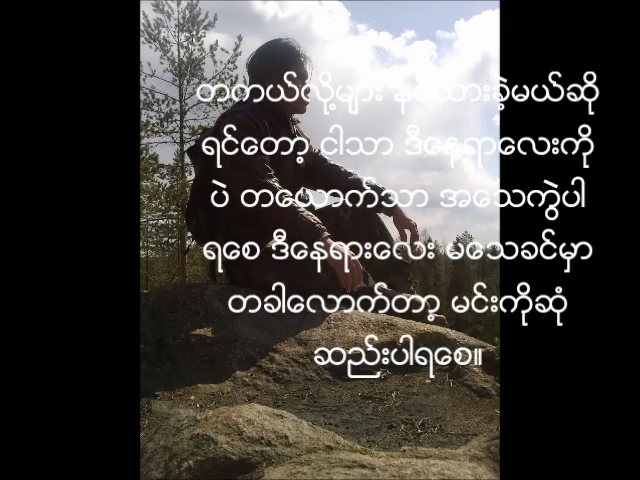 တကယ်လို့များ နင်သားခဲ့မယ်ဆို
ရင်တော့ ငါသာ ဒီနေရာလေးကို
ပဲ တယောက်သာ အသေကွဲပါ
ရစေ ဒီနေရားလေး မသေခင်မှာ
တခါလောက်တာ့ မင်းကိုဆုံ
ဆည်းပါရစေ။